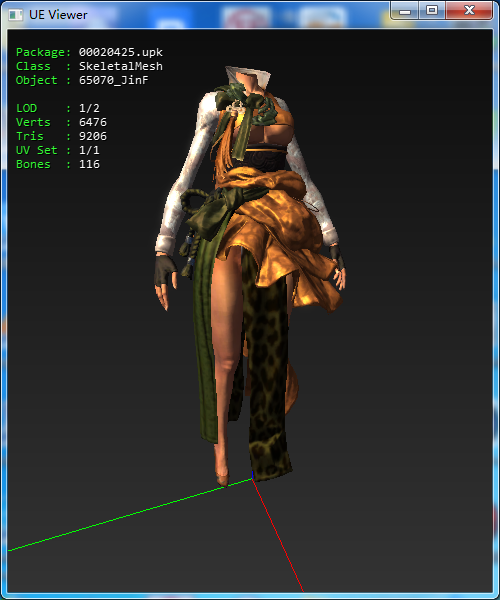 UE Viewer
Package: 00020425.upk
Class : SkeletalMesh
Object : 65070_JinF
LOD : 1/2
Verts : 6476
Tris : 9206
UV Set : 1/1
Bones : 116